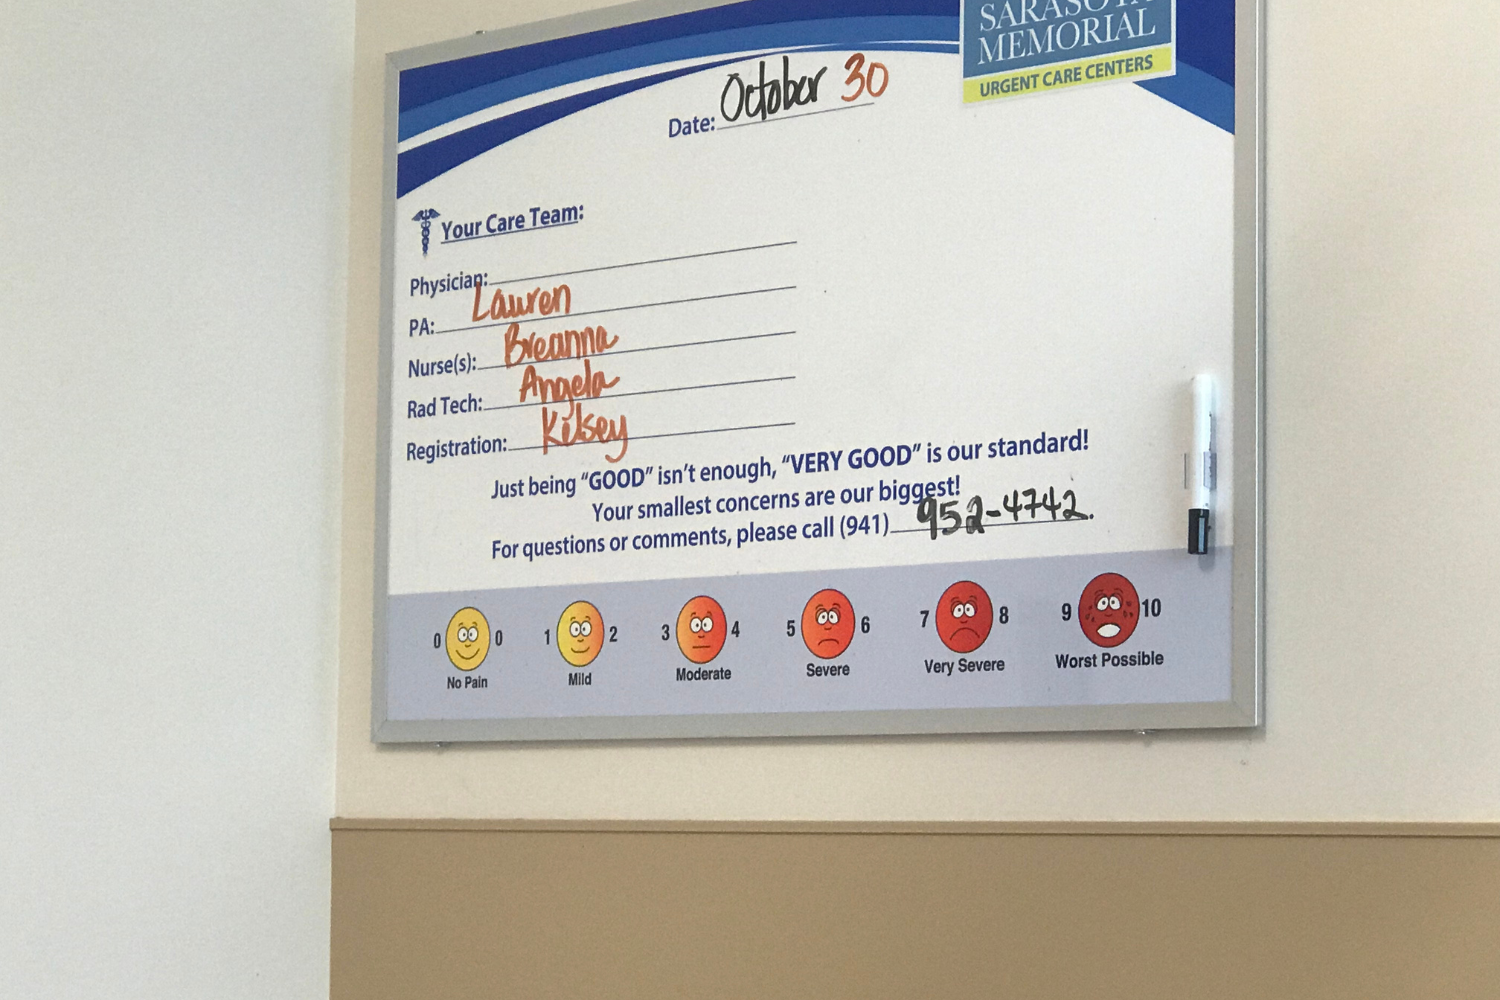 SARASOTA
MEMORIAL
URGENT CARE CENTERS
Date: October 30
Your Care Team:
Physician:
PA: Lauren
Nurse(s): Breanna
Rad Tech: Angela
Registration: Kelsey
Just being "GOOD" isn't enough, "VERY GOOD" is our standard!
Your smallest concerns are our biggest!
For questions or comments, please call (941) 952-4742.
0 0 1 2 3 4 5 6 7 8 9 10
No Pain Mild Moderate Severe Very Severe Worst Possible